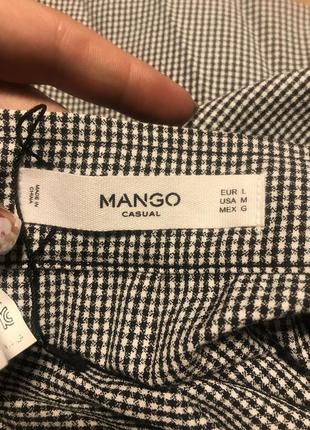 MADE IN
CHINA
MANGO
CASUAL
EUR L
USA M
MEX G